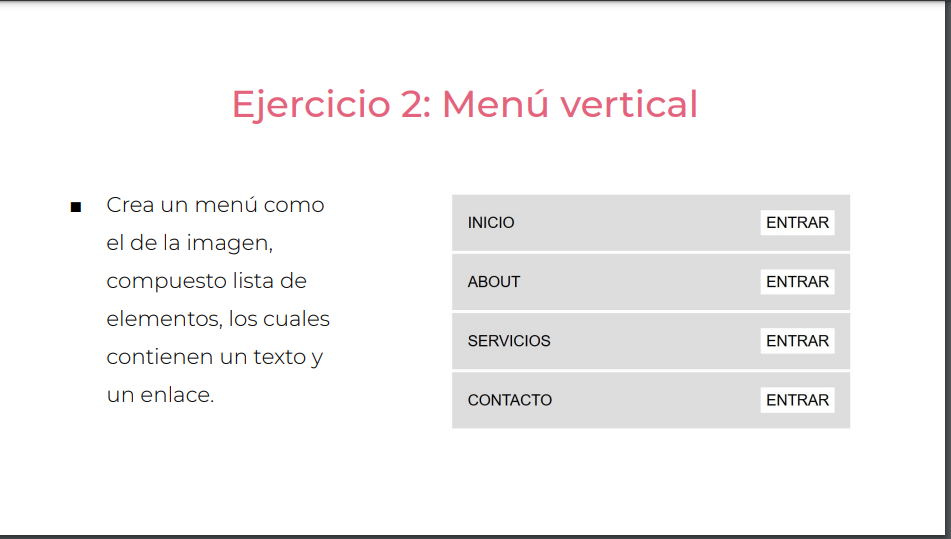 Ejercicio 2: Menú vertical
■ Crea un menú como
el de la imagen,
compuesto lista de
elementos, los cuales
contienen un texto y
un enlace.
INICIO ENTRAR
ABOUT ENTRAR
SERVICIOS ENTRAR
CONTACTO ENTRAR